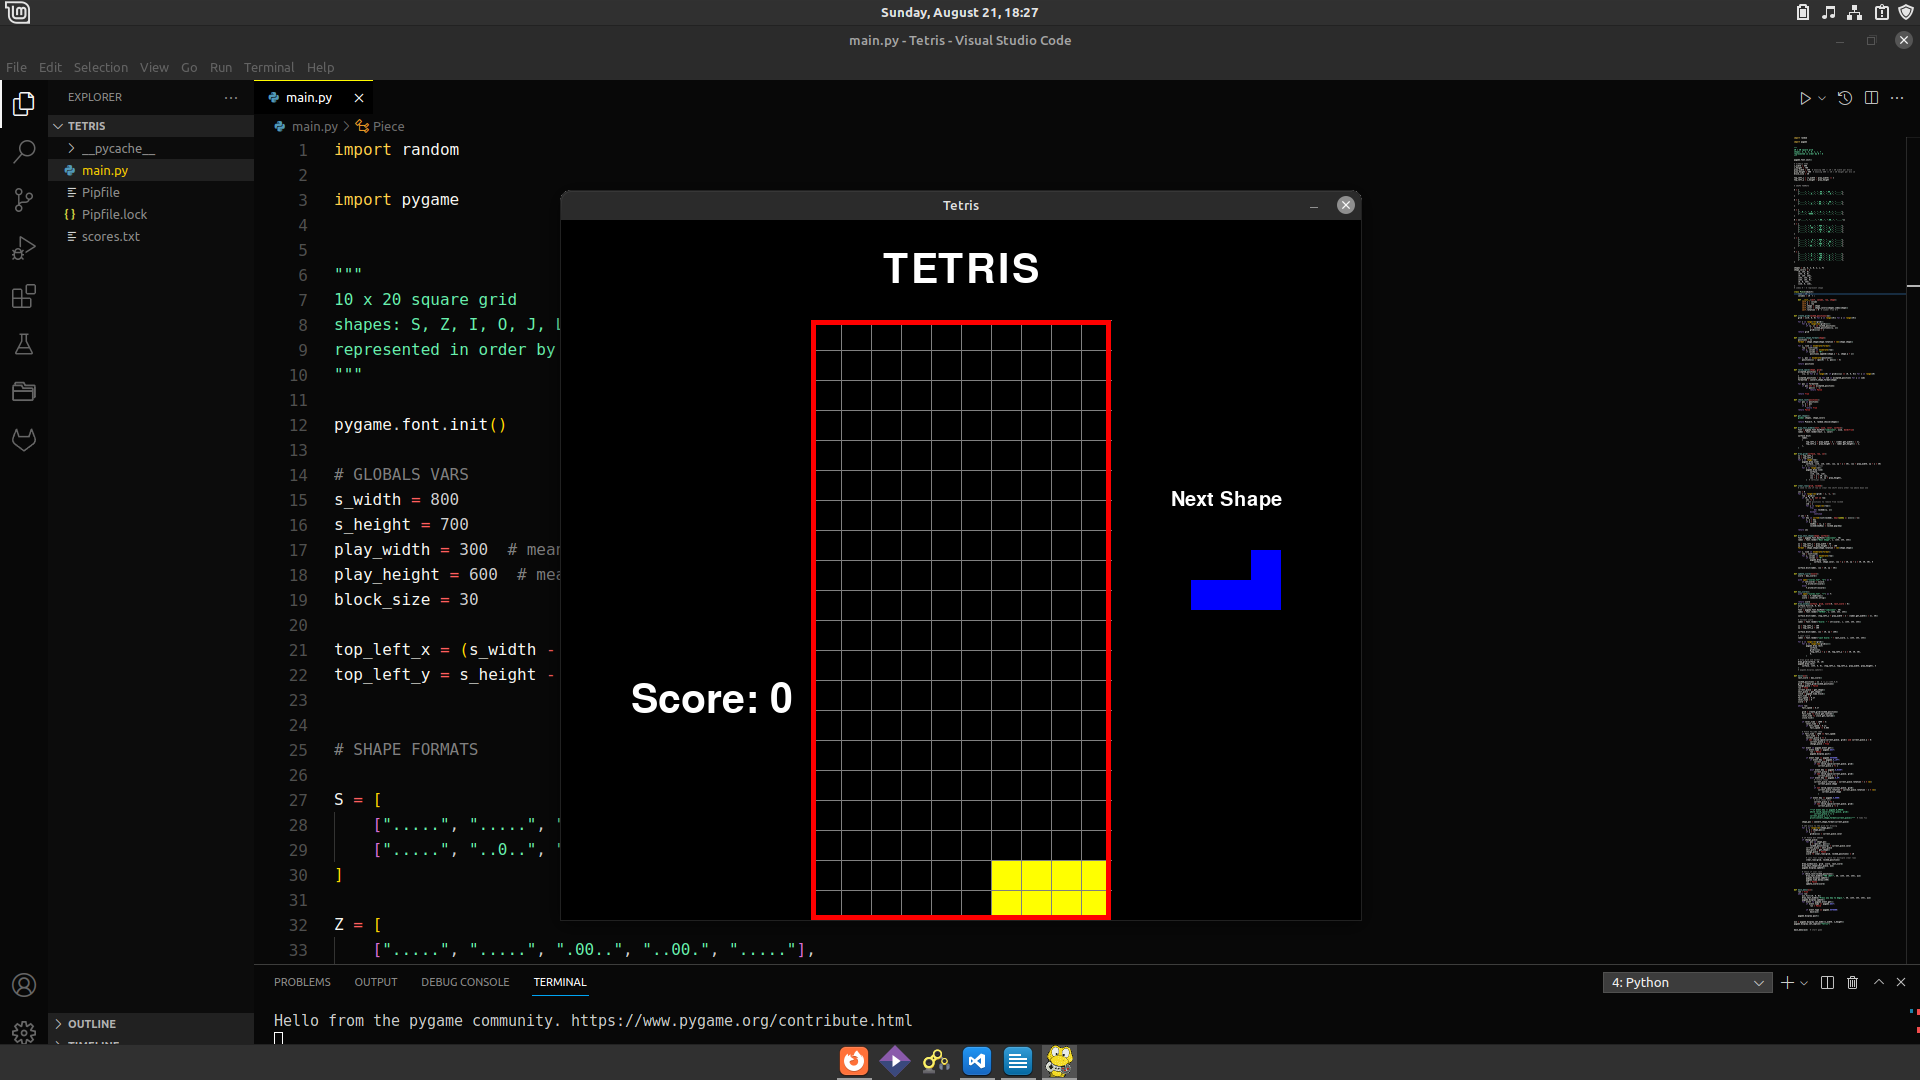 Sunday, August 21, 18:27
main.py - Tetris - Visual Studio Code
File Edit Selection View Go Run Terminal Help
EXPLORER
TETRIS
__pycache__
main.py
Pipfile
Pipfile.lock
scores.txt
OUTLINE
main.py
main.py > Piece
1 import random
2
3 import pygame
4
5
6 """
7 10 x 20 square grid
8 shapes: S, Z, I, O, J, L
9 represented in order by
10 """
11
12 pygame.font.init()
13
14 # GLOBALS VARS
15 s_width = 800
16 s_height = 700
17 play_width = 300 # mean
18 play_height = 600 # mea
19 block_size = 30
20
21 top_left_x = (s_width -
22 top_left_y = s_height -
23
24
25 # SHAPE FORMATS
26
27 S = [
28 [".....", ".....", "
29 [".....", "..0..", "
30 ]
31
32 Z = [
33 [".....", ".....", ".00..", "..00.", "....."],
Tetris
TETRIS
Next Shape
Score: 0
PROBLEMS OUTPUT DEBUG CONSOLE TERMINAL
4: Python
Hello from the pygame community. https://www.pygame.org/contribute.html